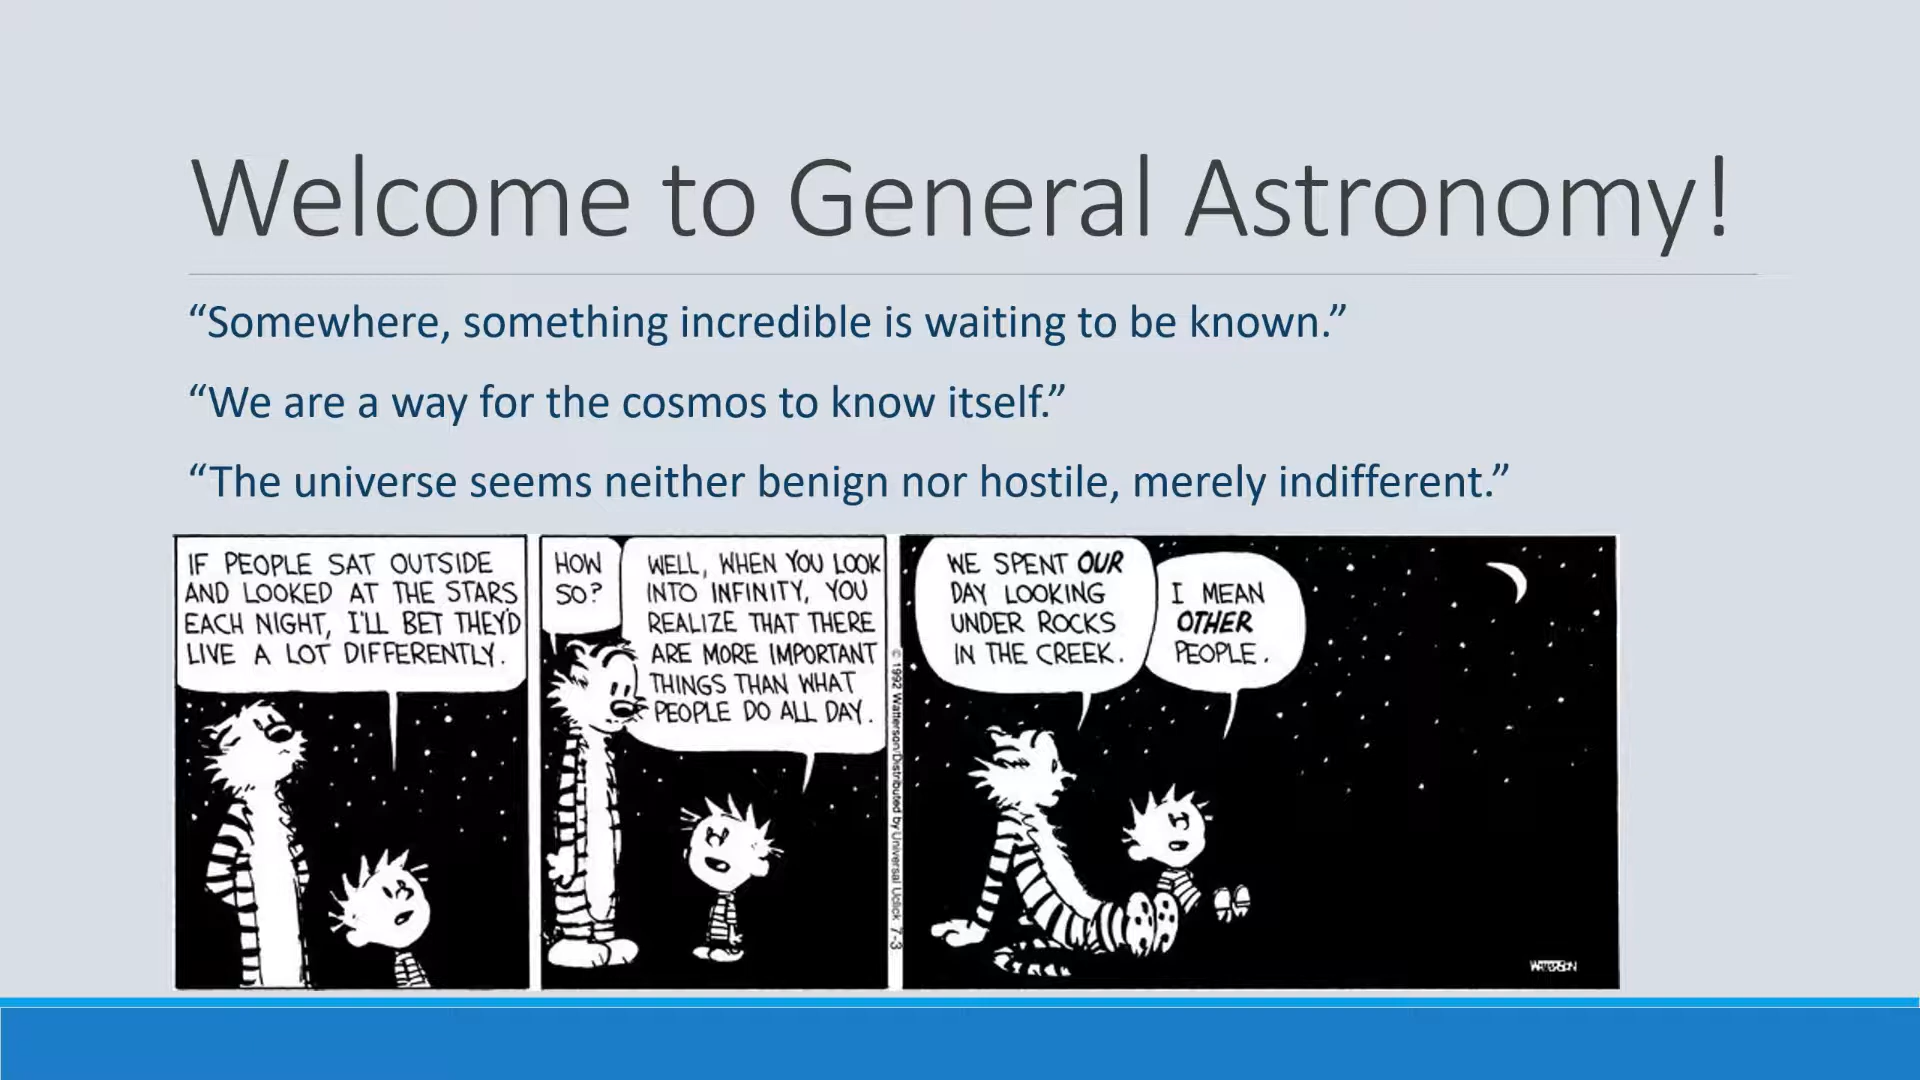 Welcome to General Astronomy!
“Somewhere, something incredible is waiting to be known.”
“We are a way for the cosmos to know itself.”
“The universe seems neither benign nor hostile, merely indifferent.”
IF PEOPLE SAT OUTSIDE
AND LOOKED AT THE STARS
EACH NIGHT, I'LL BET THEY'D
LIVE A LOT DIFFERENTLY.
HOW
SO?
WELL, WHEN YOU LOOK
INTO INFINITY, YOU
REALIZE THAT THERE
ARE MORE IMPORTANT
THINGS THAN WHAT
PEOPLE DO ALL DAY.
© 1992 Watterson/Distributed by Universal Uclick 7-3
WE SPENT OUR
DAY LOOKING
UNDER ROCKS
IN THE CREEK.
I MEAN
OTHER
PEOPLE.
WATTERSON